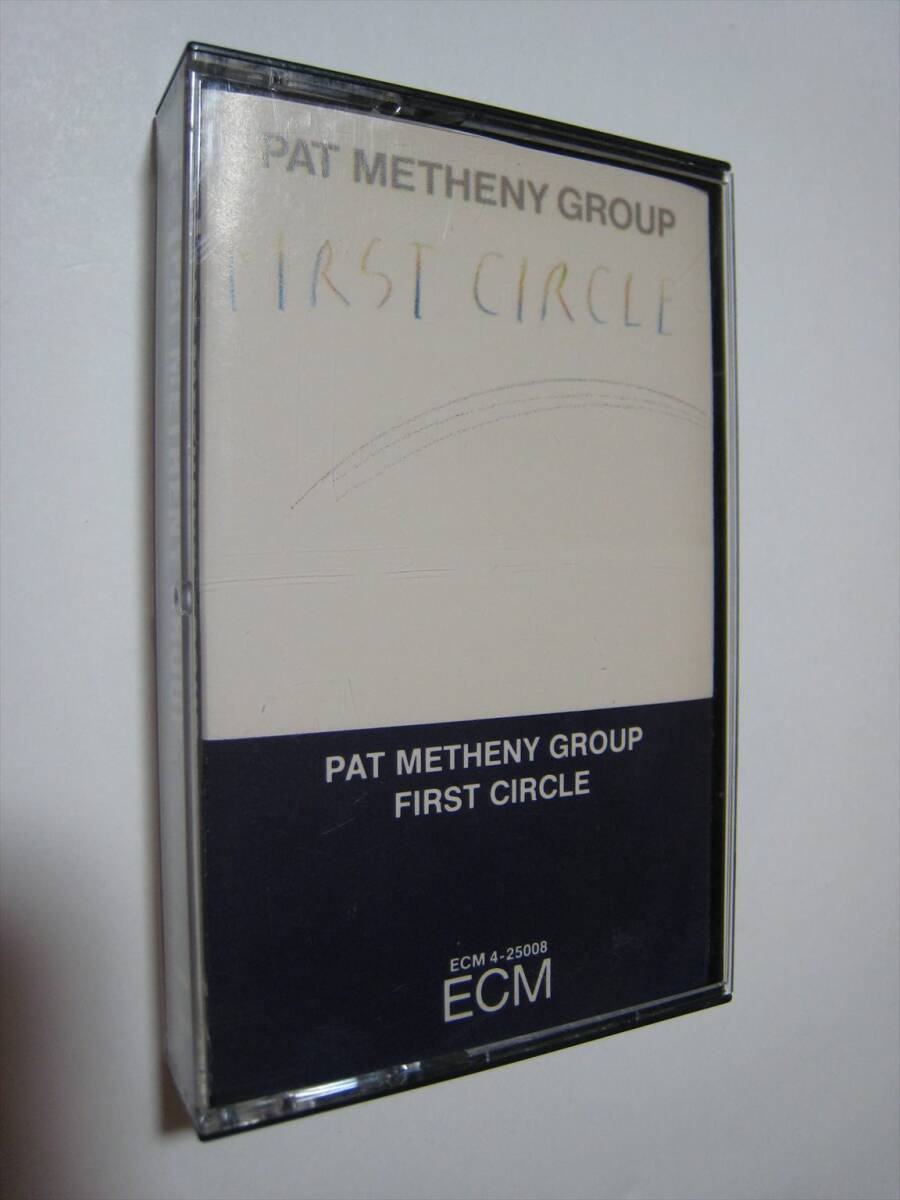 PAT METHENY GROUP
FIRST CIRCLE
PAT METHENY GROUP
FIRST CIRCLE
ECM 4-25008
ECM